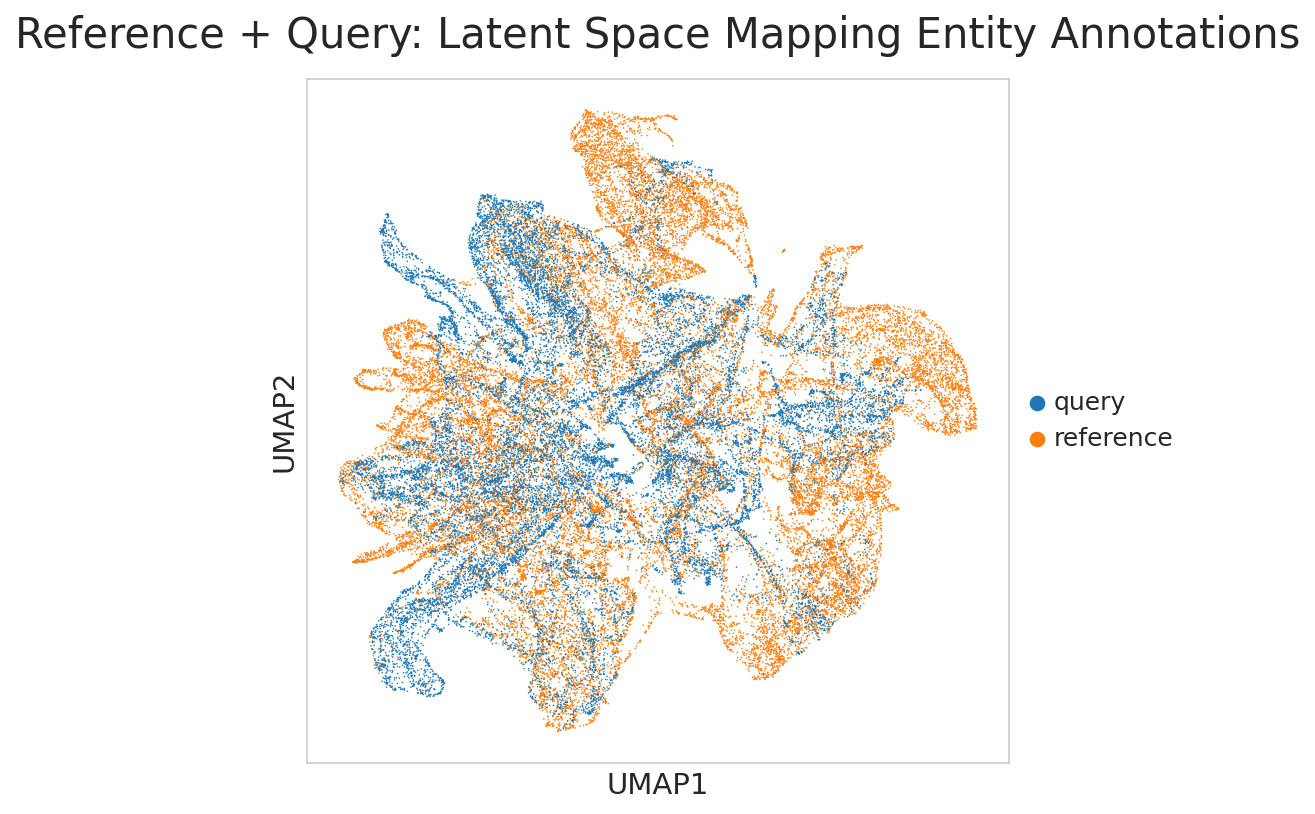 Reference + Query: Latent Space Mapping Entity Annotations
UMAP2
query
reference
UMAP1